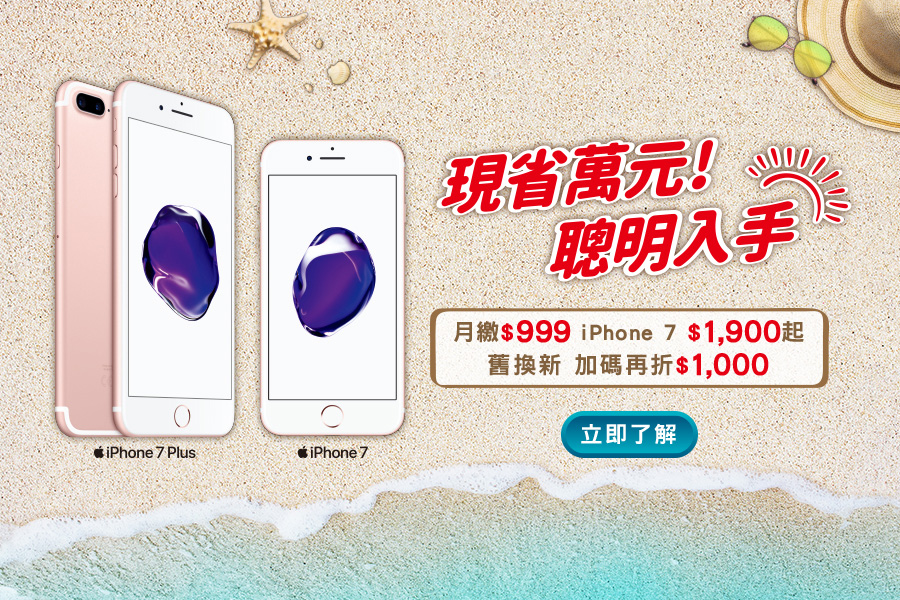 現省萬元!
聰明入手
月繳$999 iPhone 7 $1,900起
舊換新 加碼再折$1,000
立即了解
iPhone 7 Plus
iPhone 7